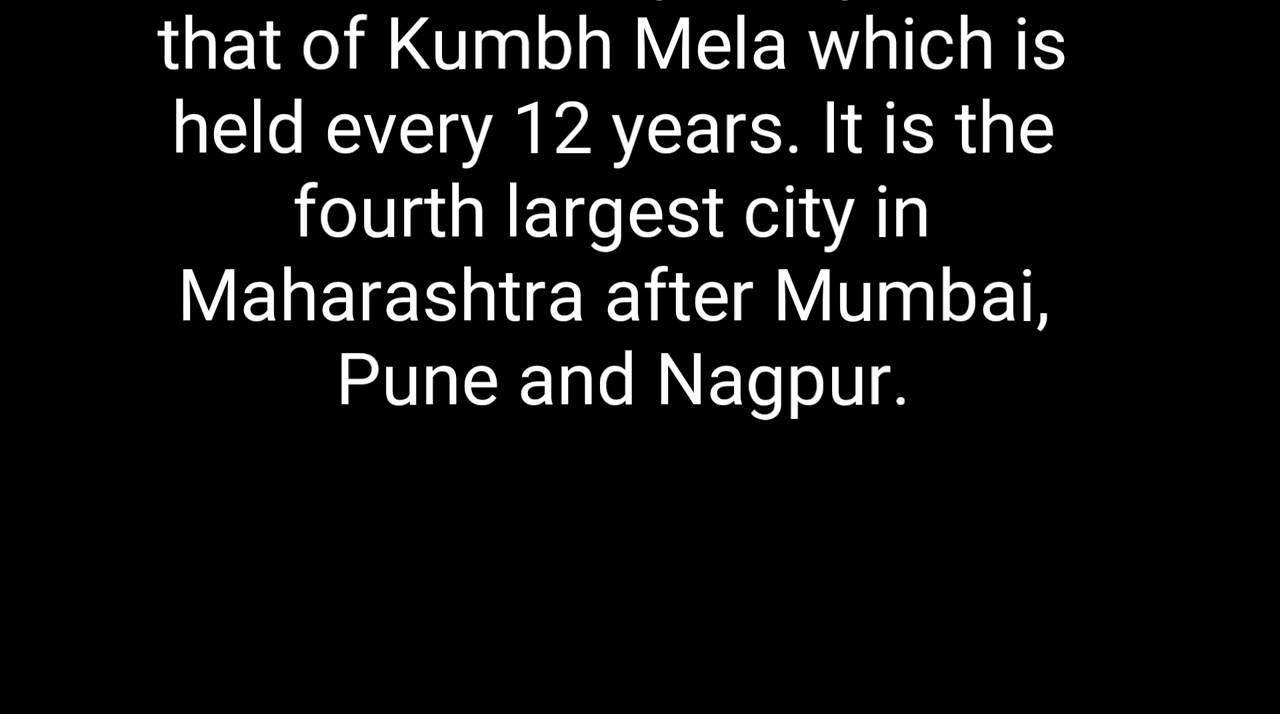 that of Kumbh Mela which is
held every 12 years. It is the
fourth largest city in
Maharashtra after Mumbai,
Pune and Nagpur.